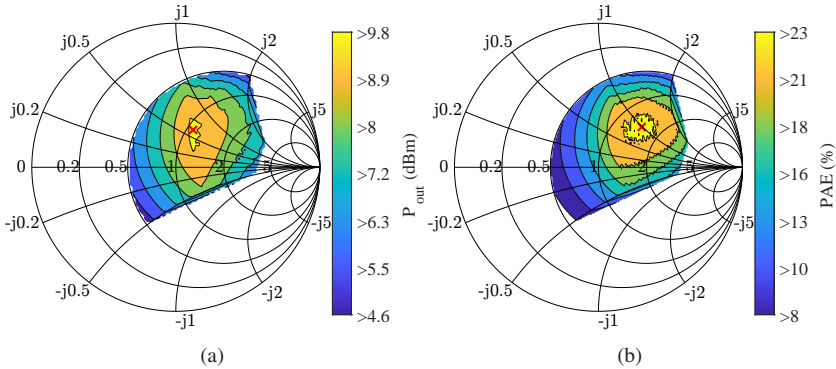 j1
j0.5
j2
j0.2
j5
0
0.2
0.5
1
2
5
-j0.2
-j5
-j0.5
-j2
-j1
>9.8
>8.9
>8
>7.2
>6.3
>5.5
>4.6
P out (dBm)
(a)
j1
j0.5
j2
j0.2
j5
0
0.2
0.5
1
2
5
-j0.2
-j5
-j0.5
-j2
-j1
>23
>21
>18
>16
>13
>10
>8
PAE (%)
(b)